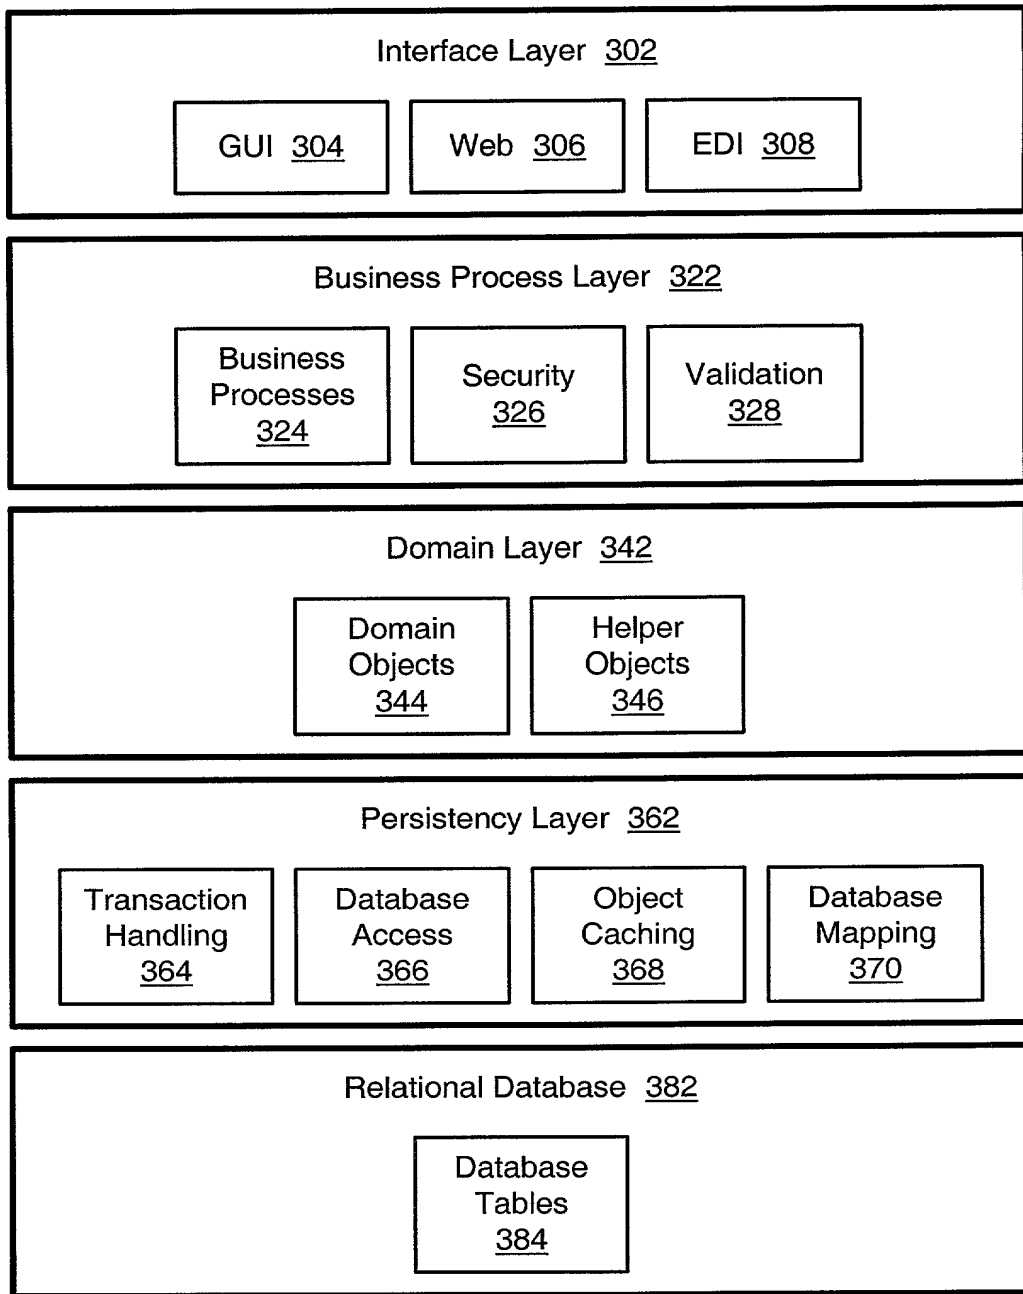 Interface Layer 302
GUI 304
Web 306
EDI 308
Business Process Layer 322
Business
Processes
324
Security
326
Validation
328
Domain Layer 342
Domain
Objects
344
Helper
Objects
346
Persistency Layer 362
Transaction
Handling
364
Database
Access
366
Object
Caching
368
Database
Mapping
370
Relational Database 382
Database
Tables
384